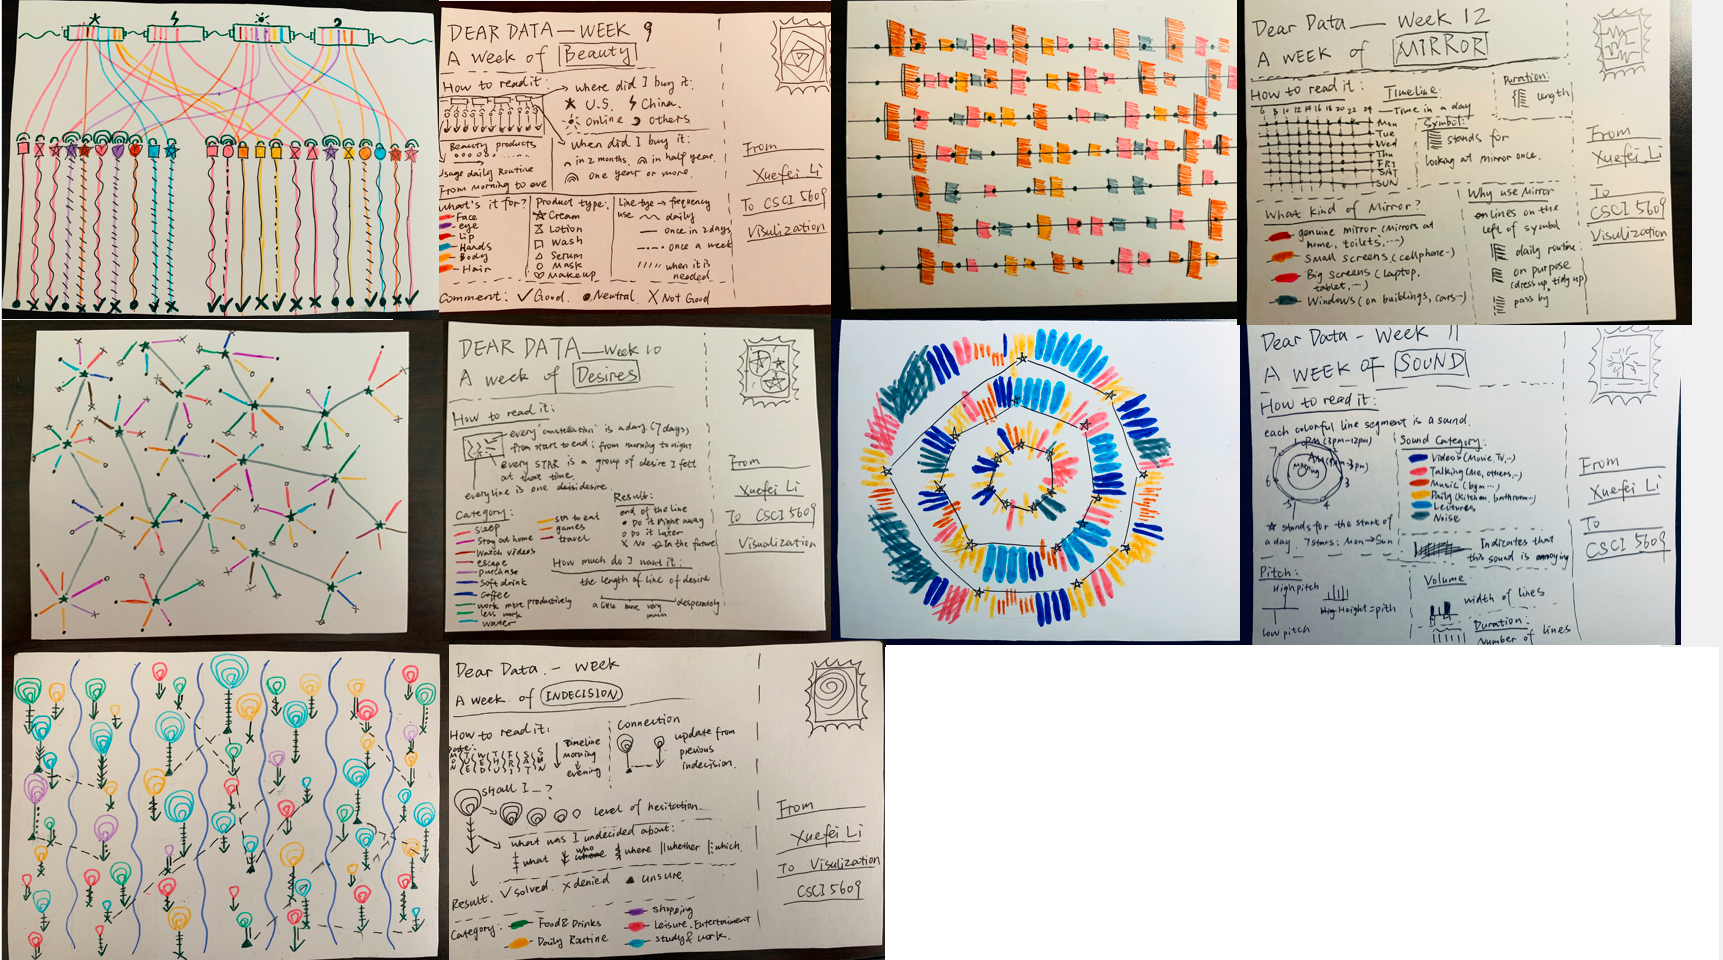 DEAR DATA — WEEK 9
A week of Beauty
How to read it:
where did I buy it:
U.S. China.
online others
when did I buy it:
in 2 months. in half year.
one year or more.
Beauty products
Usage daily Routine
From morning to eve
What's it for?
Face
eye
Lip
Hands
Body
Hair
Product type:
Cream
Lotion
Wash
Serum
Mask
Makeup
Line type → frequency
use
daily
once in 2 days
once a week
when it is
needed.
Comment: Good. Neutral Not Good
From
Xuefei Li
To CSCI 5609
Visulization
Dear Data — Week 12
A WEEK OF MIRROR
How to read it:
Timeline:
6 8 10 12 14 16 18 20 22 24
Time in a day
Mon
Tue
Wed
Thu
FRI
SAT
SUN
Duration:
length
Symbol:
stands for
looking at mirror once.
What kind of Mirror?
genuine mirror (mirrors at
home, toilets, ...)
Small screens (cellphone~)
Big screens (laptop,
tablet, ..)
Windows (on buiblings, cars...)
Why use Mirror
on lines on the
left of symbol
daily routine
on purpose
(dress up, tidy up)
pass by
From
Xuefei Li
To
CSCI 5609
Visulization
DEAR DATA — Week 10
A week of Desires
How to read it:
every "constellation" is a day (7 days,
from start to end: from morning to night
every STAR is a group of desire I felt
at that time.
every line is one
Category:
sleep
Stay at home
Watch videos
escape
purchase
Soft drink
Coffee
work more productively
less work
water
sth to eat
games
travel
Result:
end of the line
Do it right away
Do it later
No In the future
How much do I want it:
the length of line of desire
a little more very desperately
From
Xuefei Li
To CSCI 5609
Visualization
Dear Data - Week 11
A WEEK OF SOUND
How to read it:
each colorful line segment is a sound.
Sound Category:
Videos (Movie, TV, ..)
Talking (Me, others, ..)
Music (bgm ..)
Daily (kitchen, bathroom..)
Lectures
Noise
stands for the start of
a day. 7 stars: Mon → Sun
Indicates that
this sound is annoying
Pitch:
High pitch
Height = pith
low pitch
Volume
width of lines
Duration:
Number of lines
From
Xuefei Li
To
CSCI 5609
Dear Data - Week
A week of INDECISION
How to read it:
Date:
Timeline
morning
evening
Connection
update from
previous
indecision.
shall I ... ?
level of hesitation.
what was I undecided about:
what who where whether which
Result. solved. denied unsure.
Category:
Food & Drinks
Daily Routine
shopping
leisure. Entertaiment
study & work.
From
Xuefei Li
To Visulization
CSCI 5609